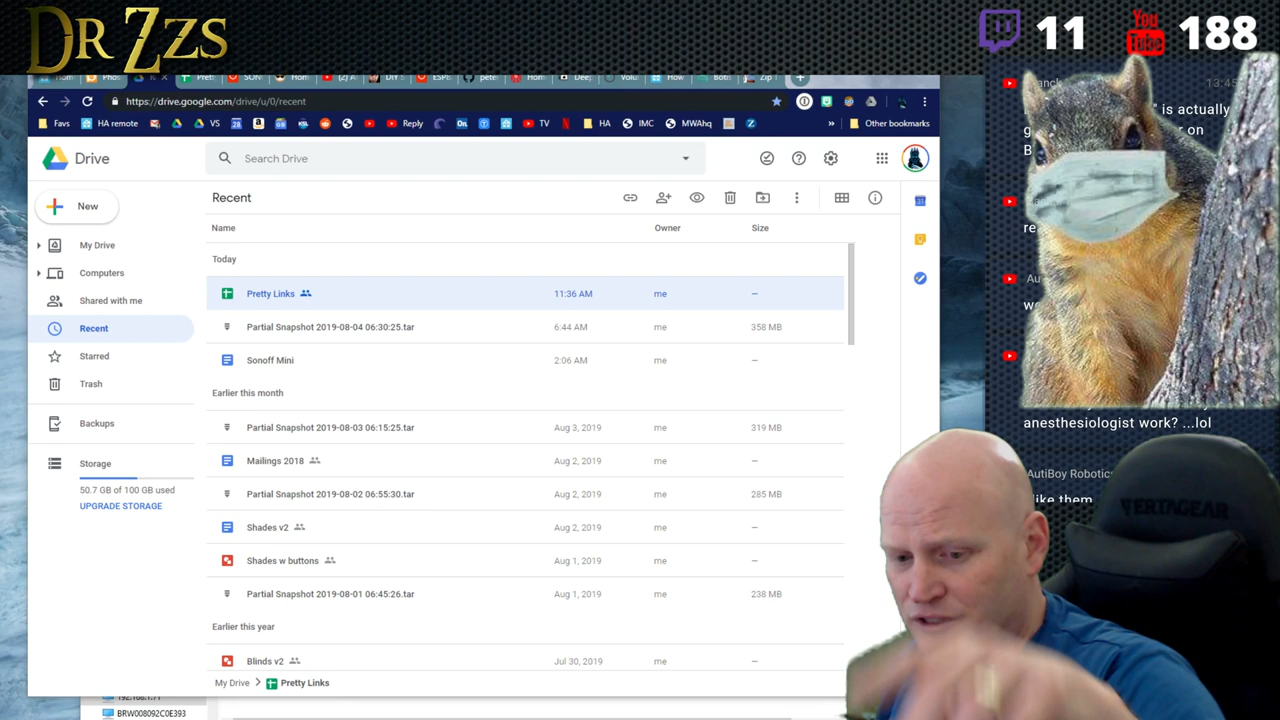 DR ZZS
11
You Tube 188
https://drive.google.com/drive/u/0/recent
Favs HA remote VS Reply TV HA IMC MWAhq Other bookmarks
Drive
Search Drive
New
My Drive
Computers
Shared with me
Recent
Starred
Trash
Backups
Storage
50.7 GB of 100 GB used
UPGRADE STORAGE
Recent
Name Owner Size
Today
Pretty Links 11:36 AM me –
Partial Snapshot 2019-08-04 06:30:25.tar 6:44 AM me 358 MB
Sonoff Mini 2:06 AM me –
Earlier this month
Partial Snapshot 2019-08-03 06:15:25.tar Aug 3, 2019 me 319 MB
Mailings 2018 Aug 2, 2019 me –
Partial Snapshot 2019-08-02 06:55:30.tar Aug 2, 2019 me 285 MB
Shades v2 Aug 2, 2019 me –
Shades w buttons Aug 1, 2019 me –
Partial Snapshot 2019-08-01 06:45:26.tar Aug 1, 2019 me 238 MB
Earlier this year
Blinds v2 Jul 30, 2019 me –
My Drive > Pretty Links
BRW008092C0E393
13:45
is actually
on
anesthesiologist work? ...lol
AutiBoy Robotics
like them
VERTAGEAR